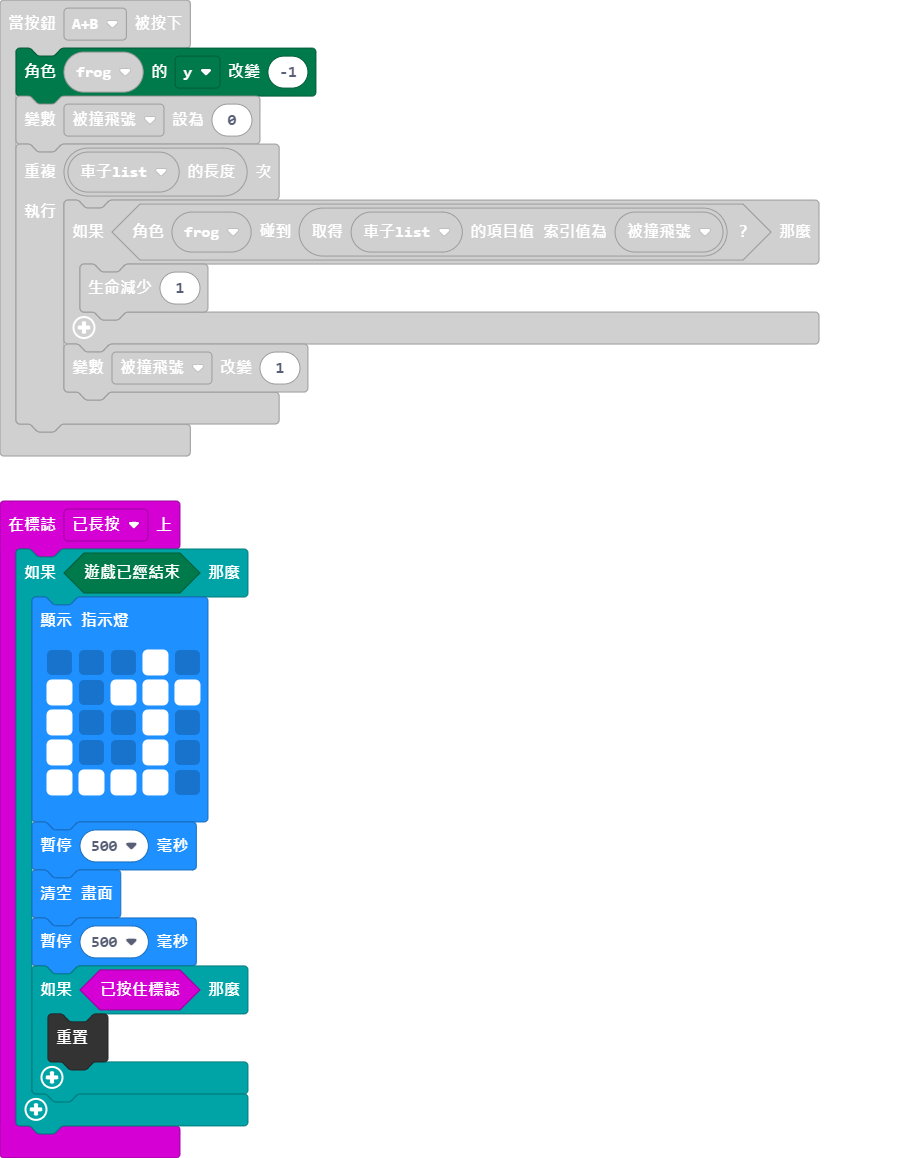 當按鈕 A+B 被按下
角色 frog 的 y 改變 -1
變數 被撞飛號 設為 0
重複 車子list 的長度 次
執行
如果 角色 frog 碰到 取得 車子list 的項目值 索引值為 被撞飛號 ? 那麼
生命減少 1
變數 被撞飛號 改變 1
在標誌 已長按 上
如果 遊戲已經結束 那麼
顯示 指示燈
暫停 500 毫秒
清空 畫面
暫停 500 毫秒
如果 已按住標誌 那麼
重置